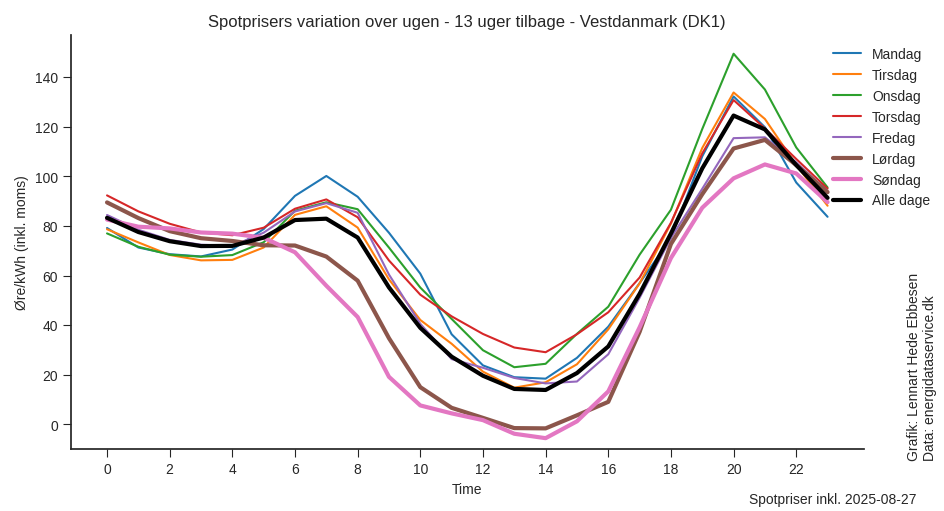 Spotprisers variation over ugen - 13 uger tilbage - Vestdanmark (DK1)
Øre/kWh (inkl. moms)
140
120
100
80
60
40
20
0
0 2 4 6 8 10 12 14 16 18 20 22
Time
Mandag
Tirsdag
Onsdag
Torsdag
Fredag
Lørdag
Søndag
Alle dage
Grafik: Lennart Hede Ebbesen
Data: energidataservice.dk
Spotpriser inkl. 2025-08-27